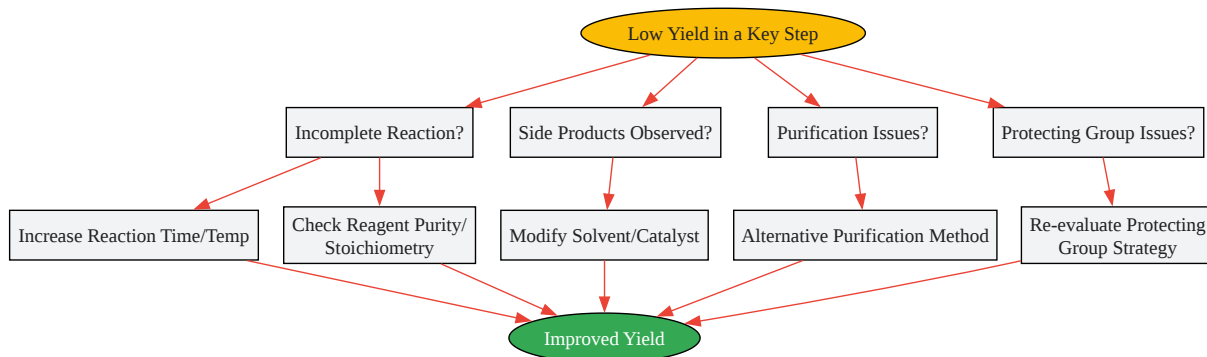 Low Yield in a Key Step
Incomplete Reaction?
Side Products Observed?
Purification Issues?
Protecting Group Issues?
Increase Reaction Time/Temp
Check Reagent Purity/
Stoichiometry
Modify Solvent/Catalyst
Alternative Purification Method
Re-evaluate Protecting
Group Strategy
Improved Yield